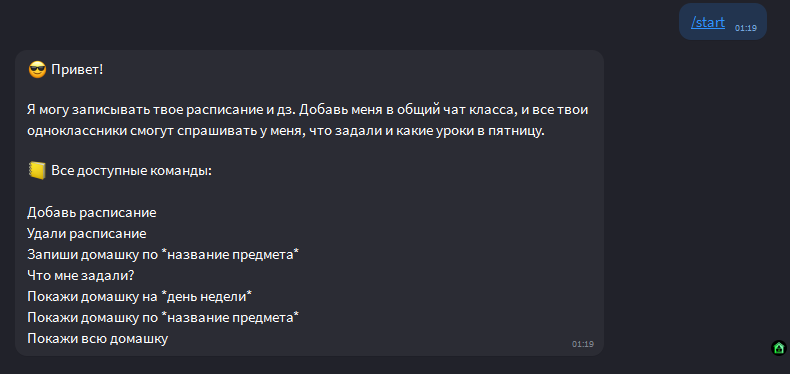 /start
01:19
😎 Привет!
Я могу записывать твое расписание и дз. Добавь меня в общий чат класса, и все твои
одноклассники смогут спрашивать у меня, что задали и какие уроки в пятницу.
📒 Все доступные команды:
Добавь расписание
Удали расписание
Запиши домашку по *название предмета*
Что мне задали?
Покажи домашку на *день недели*
Покажи домашку по *название предмета*
Покажи всю домашку
01:19